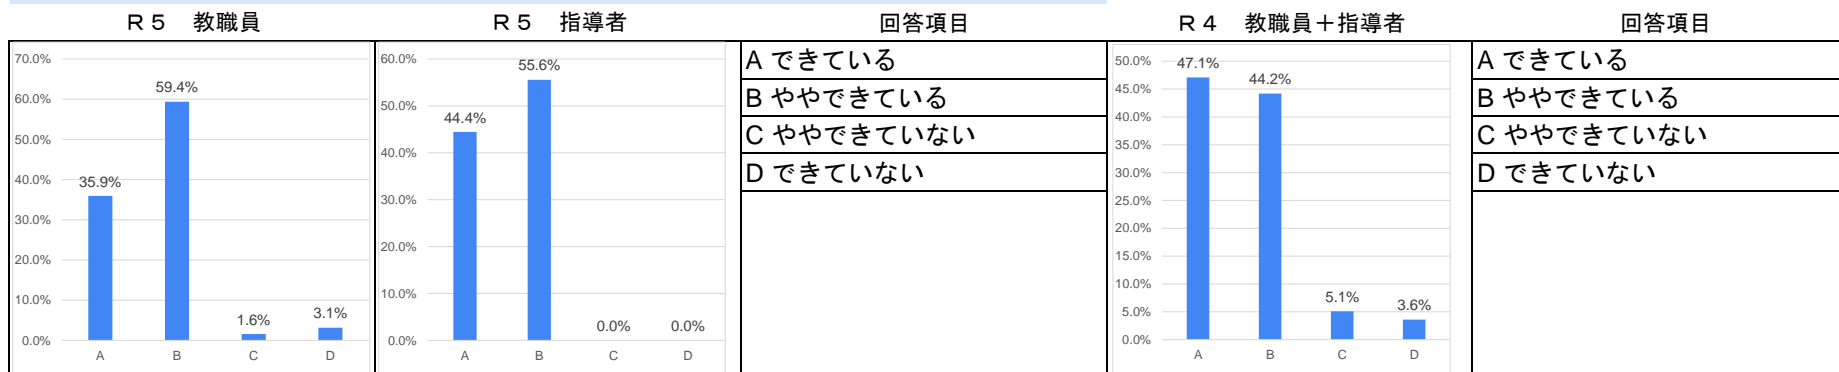 Ｒ５　教職員
Ｒ５　指導者
回答項目
Ｒ４　教職員＋指導者
回答項目
70.0%
60.0%
50.0%
40.0%
30.0%
20.0%
10.0%
0.0%
35.9%
59.4%
1.6%
3.1%
A B C D
60.0%
50.0%
40.0%
30.0%
20.0%
10.0%
0.0%
44.4%
55.6%
0.0%
0.0%
A B C D
A できている
B ややできている
C ややできていない
D できていない
50.0%
45.0%
40.0%
35.0%
30.0%
25.0%
20.0%
15.0%
10.0%
5.0%
0.0%
47.1%
44.2%
5.1%
3.6%
A B C D
A できている
B ややできている
C ややできていない
D できていない